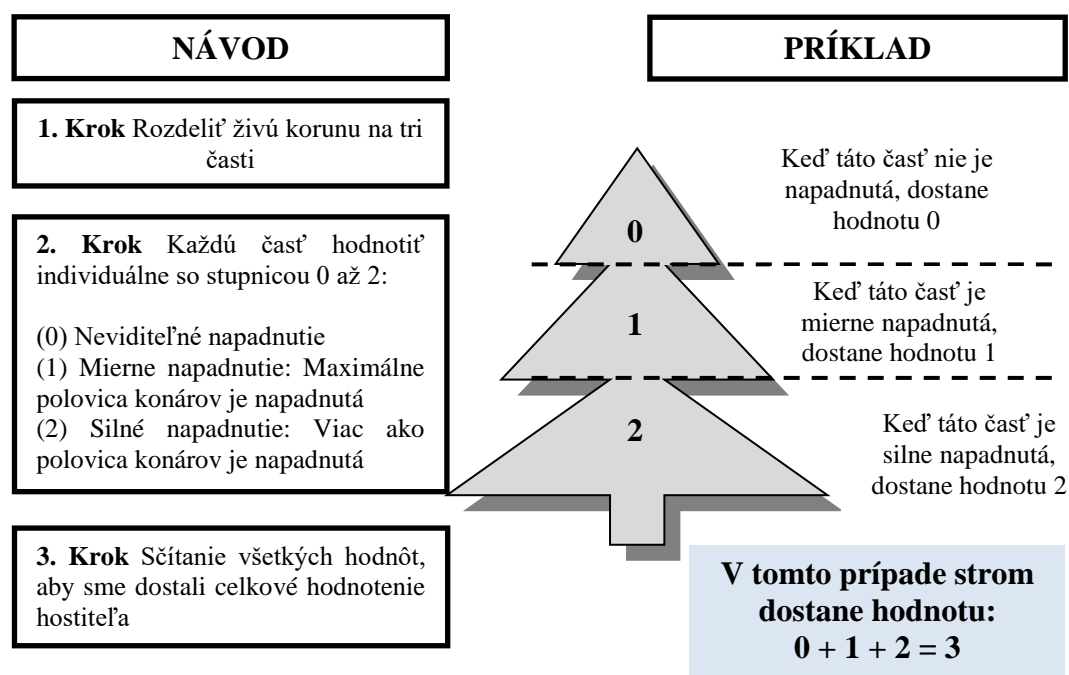 NÁVOD
1. Krok Rozdeliť živú korunu na tri
časti
2. Krok Každú časť hodnotiť
individuálne so stupnicou 0 až 2:
(0) Neviditeľné napadnutie
(1) Mierne napadnutie: Maximálne
polovica konárov je napadnutá
(2) Silné napadnutie: Viac ako
polovica konárov je napadnutá
3. Krok Sčítanie všetkých hodnôt,
aby sme dostali celkové hodnotenie
hostiteľa
PRÍKLAD
0
Keď táto časť nie je
napadnutá, dostane
hodnotu 0
1
Keď táto časť je
mierne napadnutá,
dostane hodnotu 1
2
Keď táto časť je
silne napadnutá,
dostane hodnotu 2
V tomto prípade strom
dostane hodnotu:
0 + 1 + 2 = 3